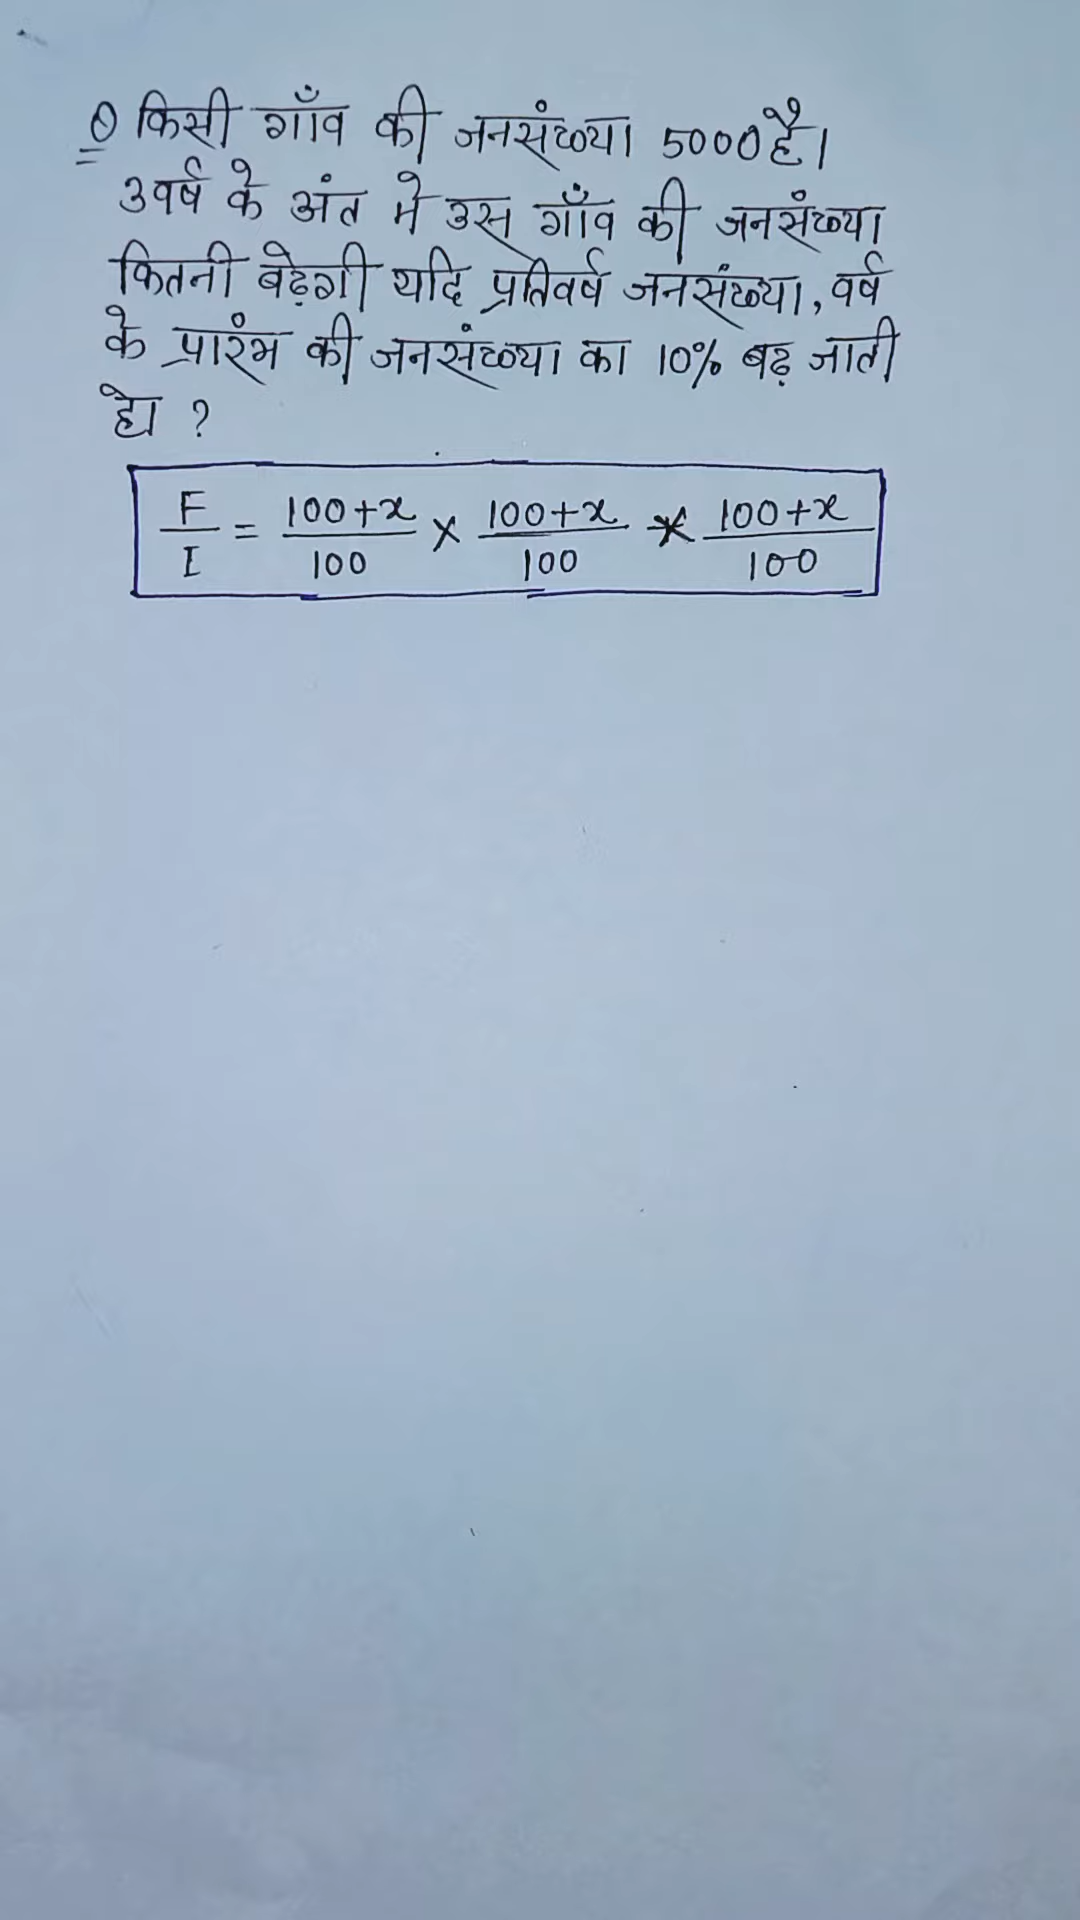 Q किसी गाँव की जनसंख्या 5000 है।
3 वर्ष के अंत मे उस गाँव की जनसंख्या
कितनी बढ़ेगी यदि प्रतिवर्ष जनसंख्या, वर्ष
के प्रारंभ की जनसंख्या का 10% बढ़ जाती
हो ?
F/I = 100+x/100 × 100+x/100 * 100+x/100